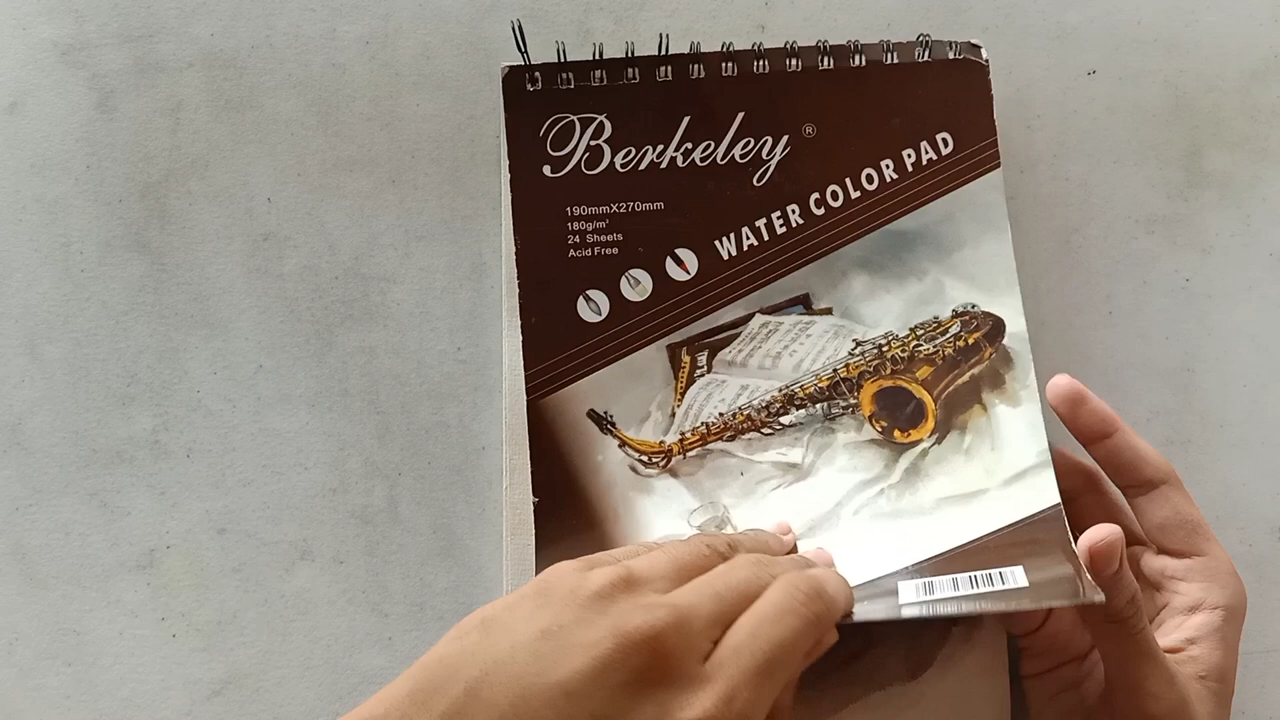 Berkeley ®
WATER COLOR PAD
190mmX270mm
180g/m²
24 Sheets
Acid Free